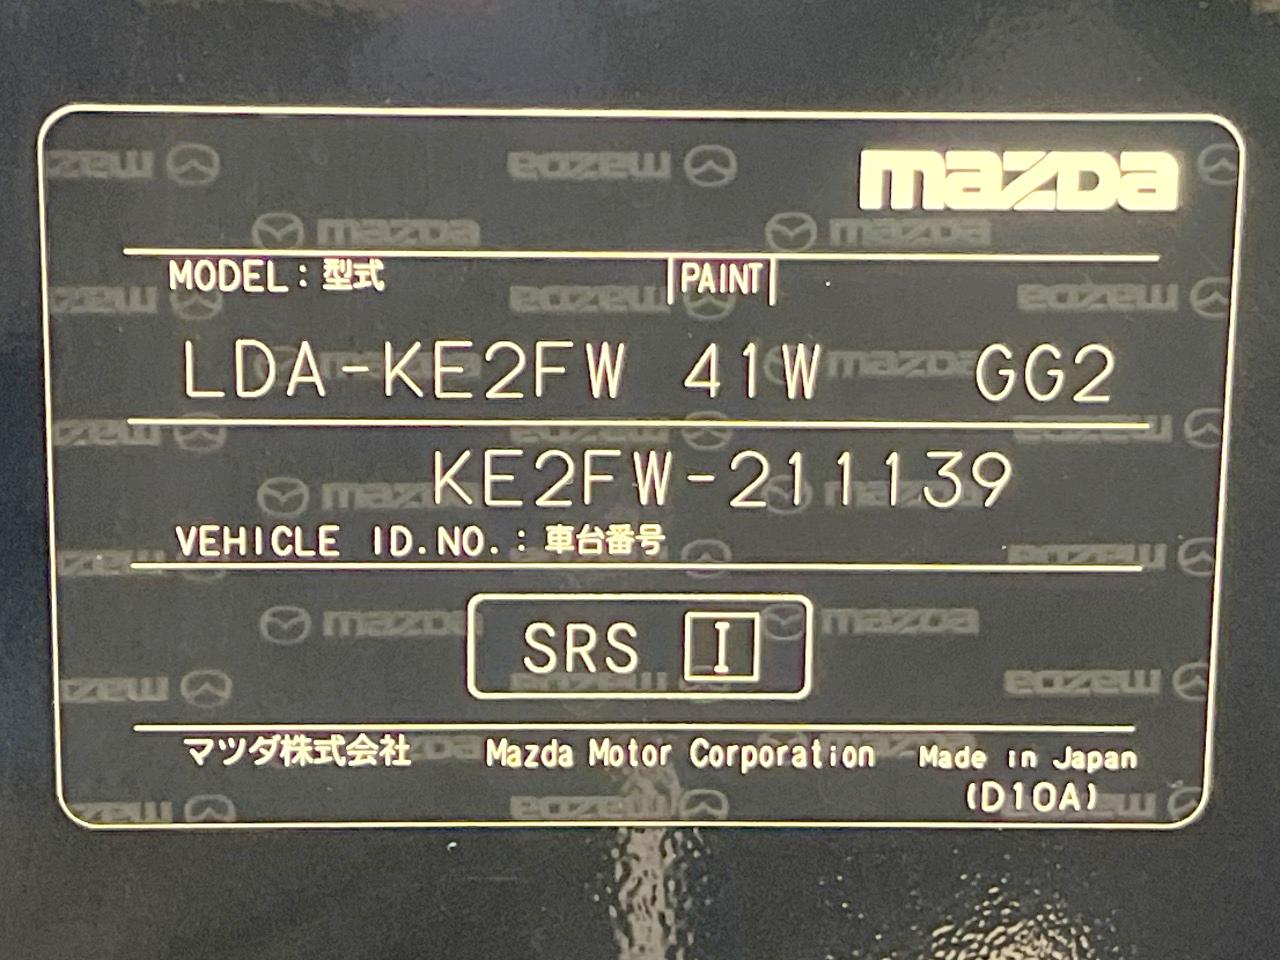 mazda
MODEL：型式 PAINT
LDA-KE2FW 41W GG2
KE2FW-211139
VEHICLE ID.NO.：車台番号
SRS I
マツダ株式会社 Mazda Motor Corporation Made in Japan
(D10A)